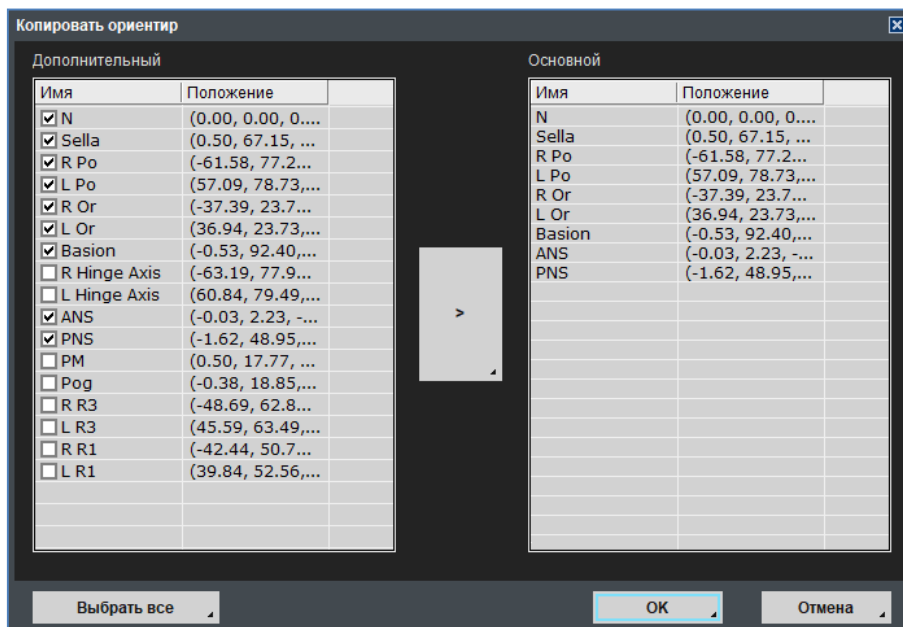 Копировать ориентир
Дополнительный
Имя Положение
N (0.00, 0.00, 0....
Sella (0.50, 67.15, ...
R Po (-61.58, 77.2...
L Po (57.09, 78.73,...
R Or (-37.39, 23.7...
L Or (36.94, 23.73,...
Basion (-0.53, 92.40,...
R Hinge Axis (-63.19, 77.9...
L Hinge Axis (60.84, 79.49,...
ANS (-0.03, 2.23, -...
PNS (-1.62, 48.95,...
PM (0.50, 17.77, ...
Pog (-0.38, 18.85,...
R R3 (-48.69, 62.8...
L R3 (45.59, 63.49,...
R R1 (-42.44, 50.7...
L R1 (39.84, 52.56,...
>
Основной
Имя Положение
N (0.00, 0.00, 0....
Sella (0.50, 67.15, ...
R Po (-61.58, 77.2...
L Po (57.09, 78.73,...
R Or (-37.39, 23.7...
L Or (36.94, 23.73,...
Basion (-0.53, 92.40,...
ANS (-0.03, 2.23, -...
PNS (-1.62, 48.95,...
Выбрать все
OK
Отмена